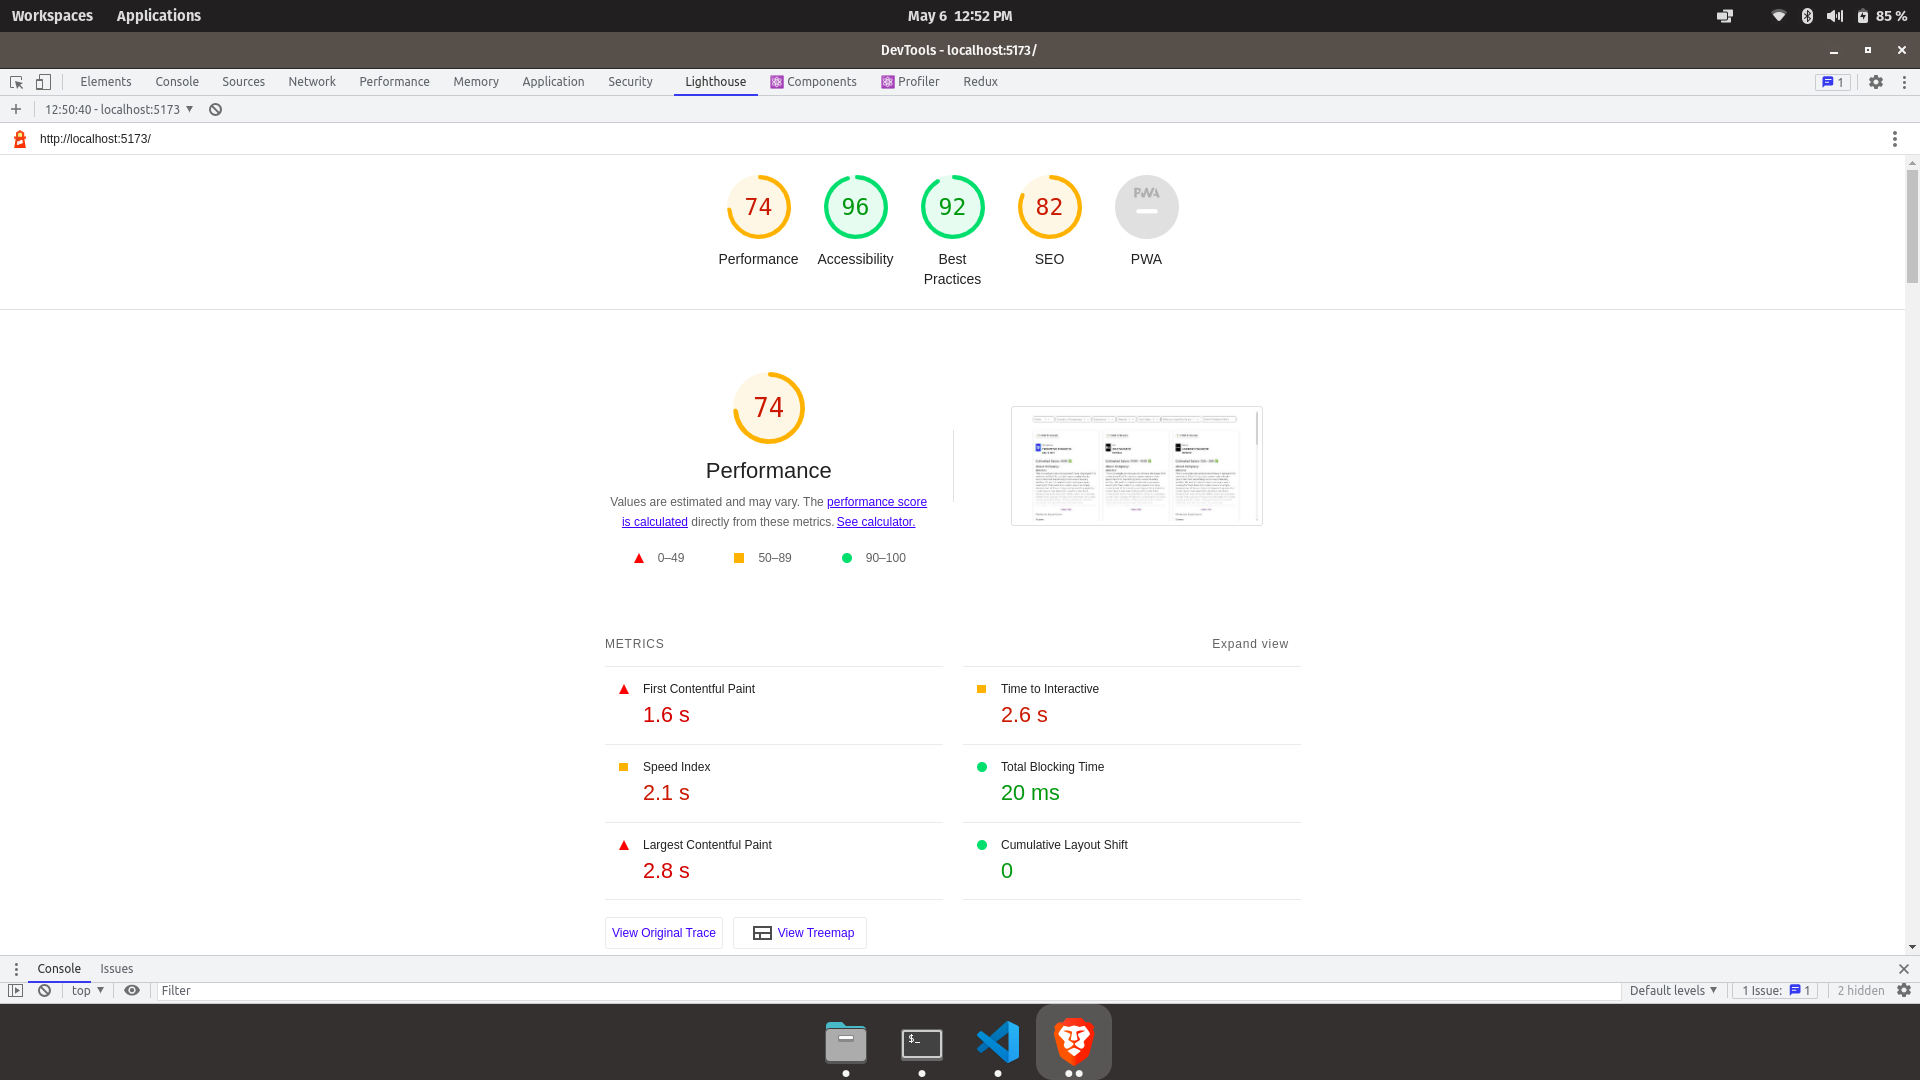 Workspaces Applications May 6 12:52 PM 85 %
DevTools - localhost:5173/
Elements Console Sources Network Performance Memory Application Security Lighthouse Components Profiler Redux 1
12:50:40 - localhost:5173
http://localhost:5173/
74 96 92 82 PWA
Performance Accessibility Best Practices SEO PWA
74
Performance
Values are estimated and may vary. The performance score
is calculated directly from these metrics. See calculator.
0–49 50–89 90–100
METRICS Expand view
First Contentful Paint
1.6 s
Time to Interactive
2.6 s
Speed Index
2.1 s
Total Blocking Time
20 ms
Largest Contentful Paint
2.8 s
Cumulative Layout Shift
0
View Original Trace View Treemap
Console Issues
top Filter Default levels 1 Issue: 1 2 hidden
$_